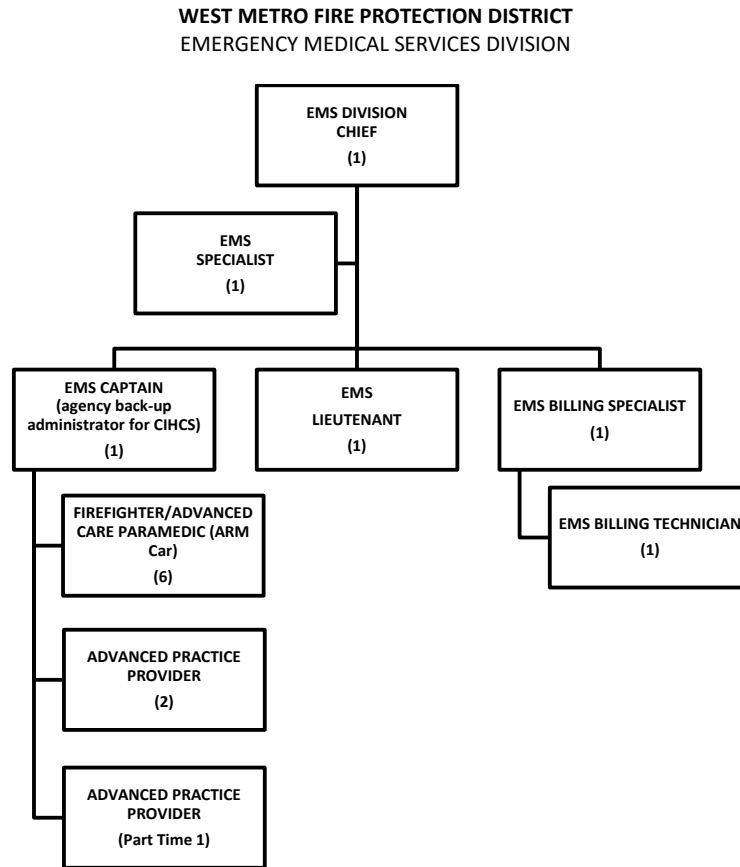 WEST METRO FIRE PROTECTION DISTRICT
EMERGENCY MEDICAL SERVICES DIVISION
EMS DIVISION
CHIEF
(1)
EMS
SPECIALIST
(1)
EMS CAPTAIN
(agency back-up
administrator for CIHCS)
(1)
EMS
LIEUTENANT
(1)
EMS BILLING SPECIALIST
(1)
FIREFIGHTER/ADVANCED
CARE PARAMEDIC (ARM
Car)
(6)
EMS BILLING TECHNICIAN
(1)
ADVANCED PRACTICE
PROVIDER
(2)
ADVANCED PRACTICE
PROVIDER
(Part Time 1)